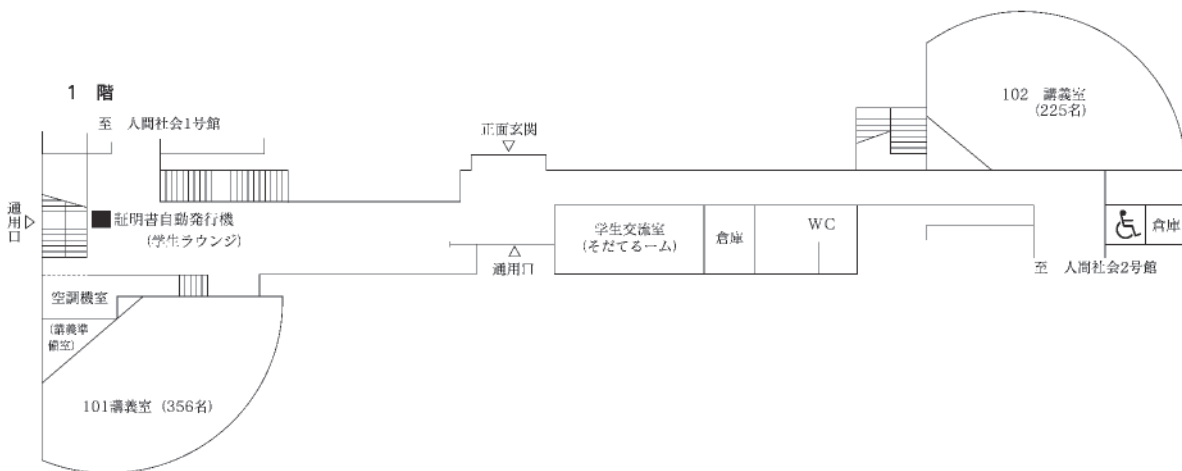 1 階
至 人間社会1号館
正面玄関
102 講義室
(225名)
通用口
証明書自動発行機
(学生ラウンジ)
学生交流室
(そだてるーム)
倉庫
WC
倉庫
通用口
至 人間社会2号館
空調機室
(講義準
備室)
101講義室 (356名)